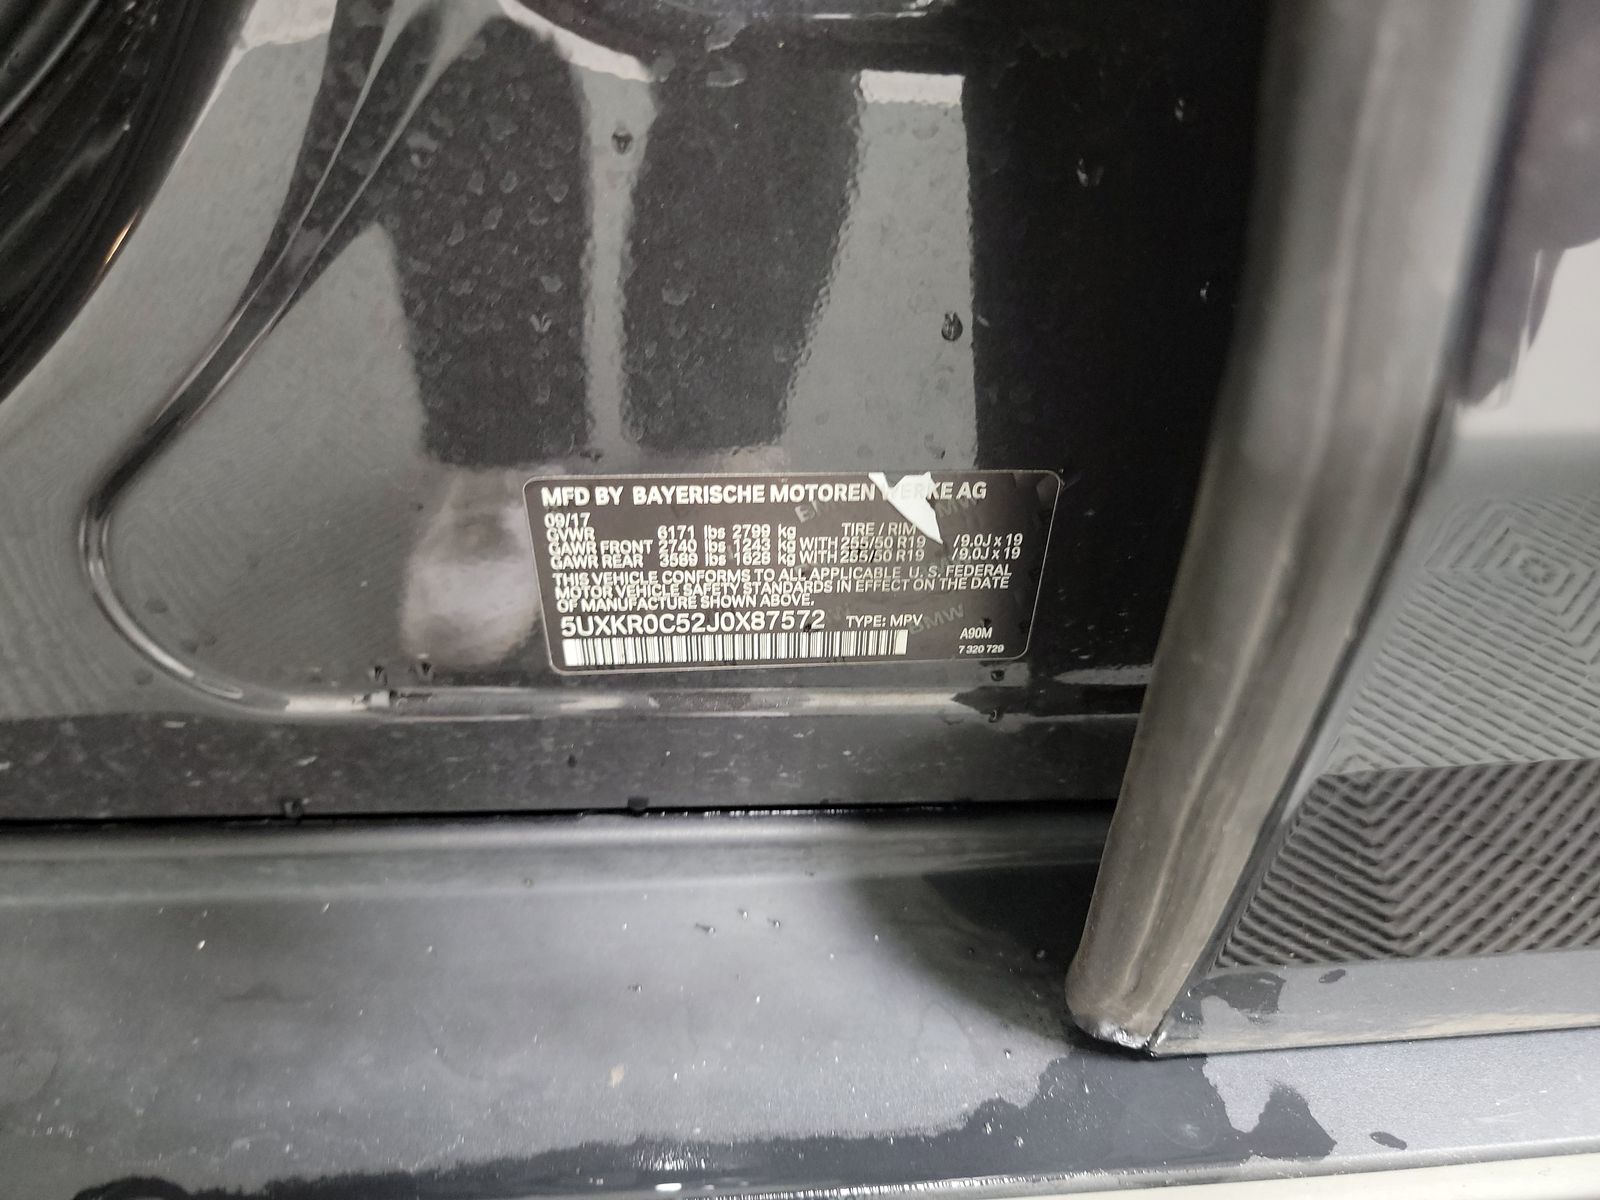 MFD BY BAYERISCHE MOTOREN WERKE AG
09/17
GVWR 6171 lbs 2799 kg TIRE / RIM
GAWR FRONT 2740 lbs 1243 kg WITH 255/50 R19 /9.0J x 19
GAWR REAR 3589 lbs 1628 kg WITH 255/50 R19 /9.0J x 19
THIS VEHICLE CONFORMS TO ALL APPLICABLE U.S. FEDERAL
MOTOR VEHICLE SAFETY STANDARDS IN EFFECT ON THE DATE
OF MANUFACTURE SHOWN ABOVE.
5UXKR0C52J0X87572 TYPE: MPV
BMW
A90M
7 320 729